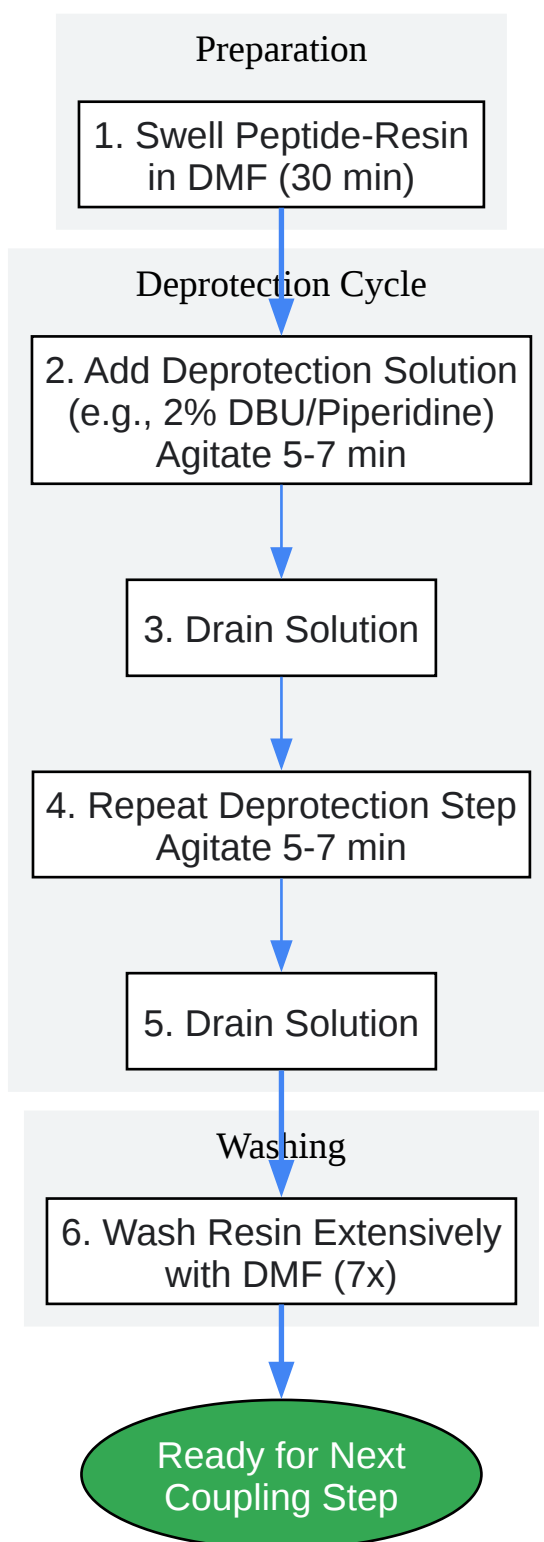 Preparation
1. Swell Peptide-Resin
in DMF (30 min)
Deprotection Cycle
2. Add Deprotection Solution
(e.g., 2% DBU/Piperidine)
Agitate 5-7 min
3. Drain Solution
4. Repeat Deprotection Step
Agitate 5-7 min
5. Drain Solution
Washing
6. Wash Resin Extensively
with DMF (7x)
Ready for Next
Coupling Step